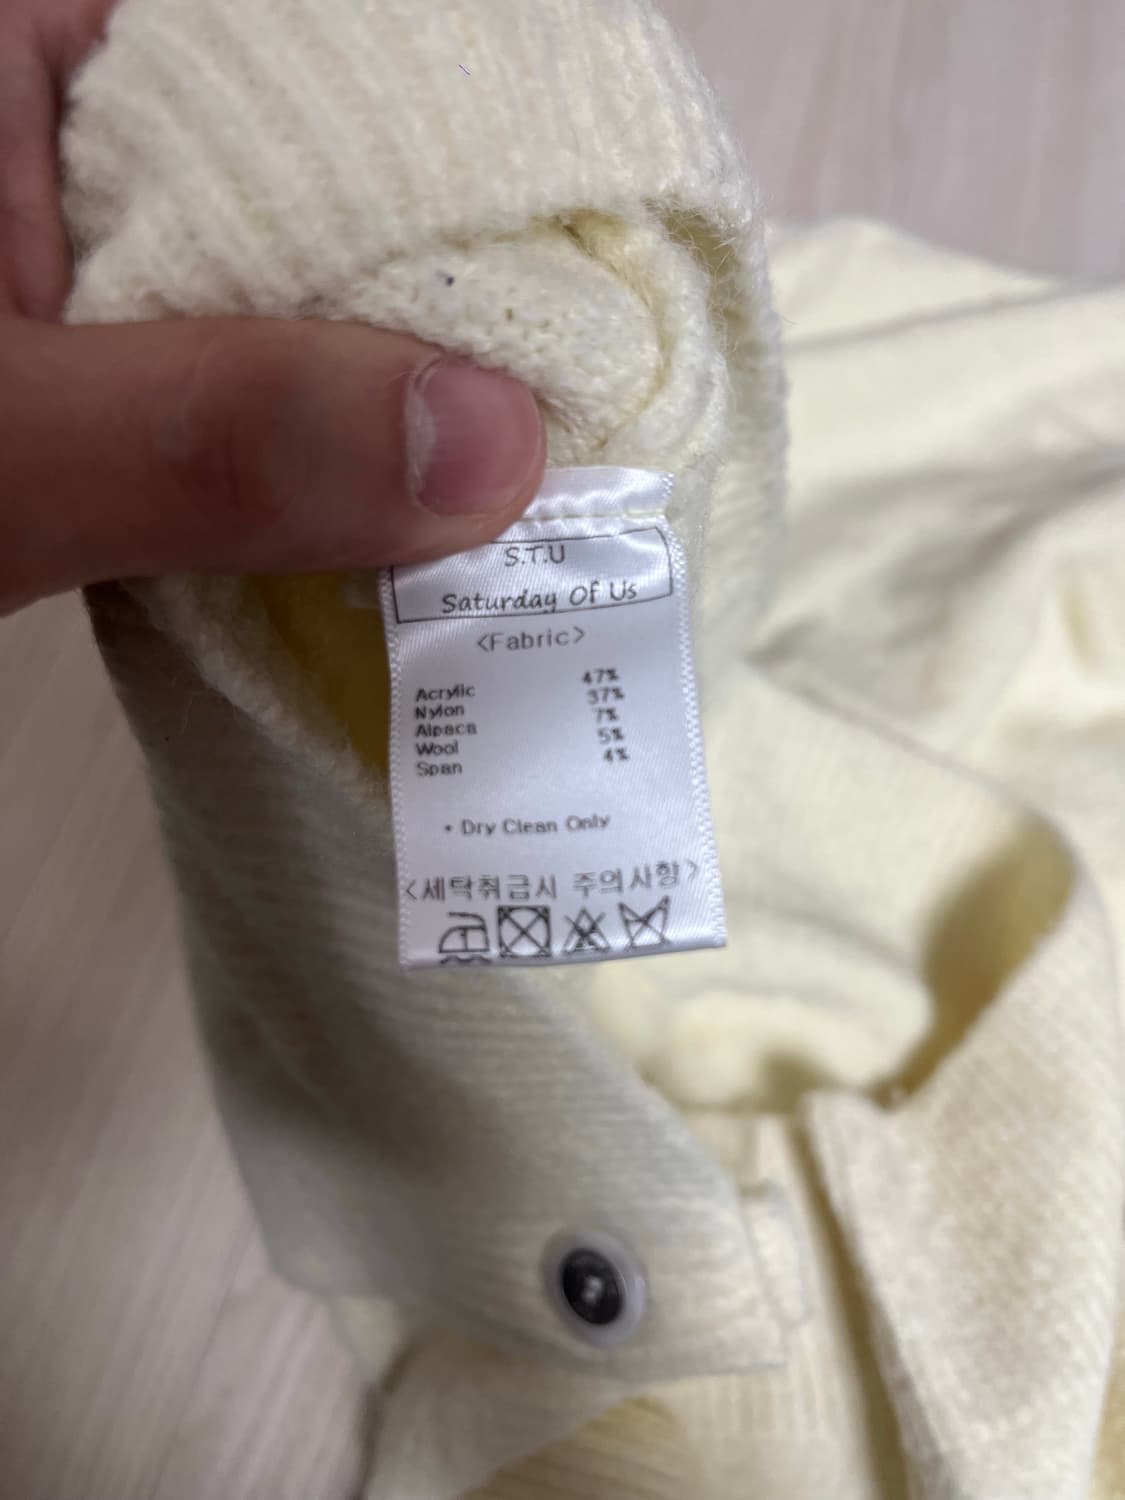 S.T.U
Saturday Of Us
<Fabric>
Acrylic 47%
Nylon 37%
Alpaca 7%
Wool 5%
Span 4%
• Dry Clean Only
<세탁취급시 주의사항>